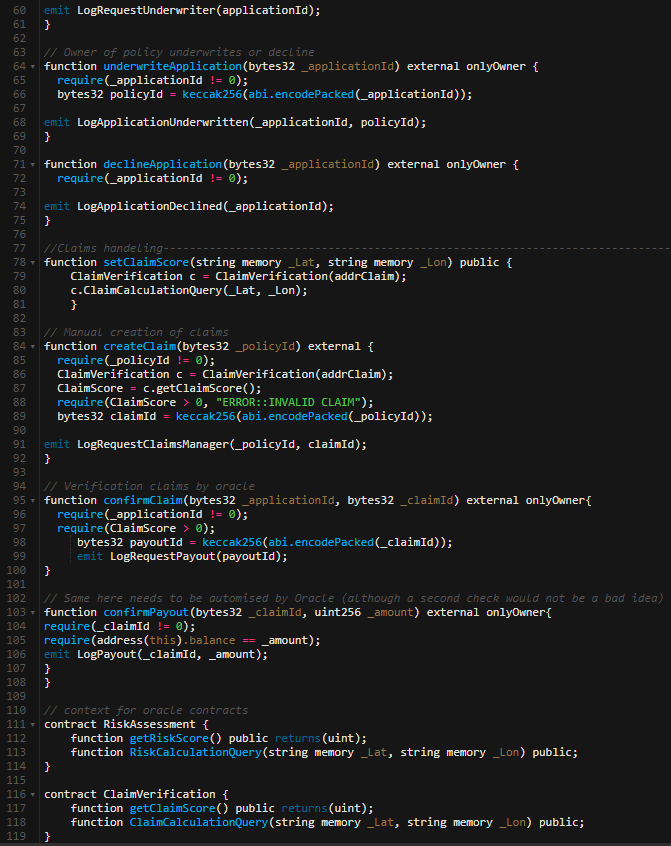 60 emit LogRequestUnderwriter(applicationId);
61 }
62
63 // Owner of policy underwrites or decline
64 function underwriteApplication(bytes32 _applicationId) external onlyOwner {
65 require(_applicationId != 0);
66 bytes32 policyId = keccak256(abi.encodePacked(_applicationId));
67
68 emit LogApplicationUnderwritten(_applicationId, policyId);
69 }
70
71 function declineApplication(bytes32 _applicationId) external onlyOwner {
72 require(_applicationId != 0);
73
74 emit LogApplicationDeclined(_applicationId);
75 }
76
77 //Claims handeling-----------------------------------------------------------------------------
78 function setClaimScore(string memory _Lat, string memory _Lon) public {
79 ClaimVerification c = ClaimVerification(addrClaim);
80 c.ClaimCalculationQuery(_Lat, _Lon);
81 }
82
83 // Manual creation of claims
84 function createClaim(bytes32 _policyId) external {
85 require(_policyId != 0);
86 ClaimVerification c = ClaimVerification(addrClaim);
87 ClaimScore = c.getClaimScore();
88 require(ClaimScore > 0, "ERROR::INVALID CLAIM");
89 bytes32 claimId = keccak256(abi.encodePacked(_policyId));
90
91 emit LogRequestClaimsManager(_policyId, claimId);
92 }
93
94 // Verification claims by oracle
95 function confirmClaim(bytes32 _applicationId, bytes32 _claimId) external onlyOwner{
96 require(_applicationId != 0);
97 require(ClaimScore > 0);
98 bytes32 payoutId = keccak256(abi.encodePacked(_claimId));
99 emit LogRequestPayout(payoutId);
100 }
101
102 // Same here needs to be automised by Oracle (although a second check would not be a bad idea)
103 function confirmPayout(bytes32 _claimId, uint256 _amount) external onlyOwner{
104 require(_claimId != 0);
105 require(address(this).balance == _amount);
106 emit LogPayout(_claimId, _amount);
107 }
108 }
109
110 // context for oracle contracts
111 contract RiskAssessment {
112 function getRiskScore() public returns(uint);
113 function RiskCalculationQuery(string memory _Lat, string memory _Lon) public;
114 }
115
116 contract ClaimVerification {
117 function getClaimScore() public returns(uint);
118 function ClaimCalculationQuery(string memory _Lat, string memory _Lon) public;
119 }